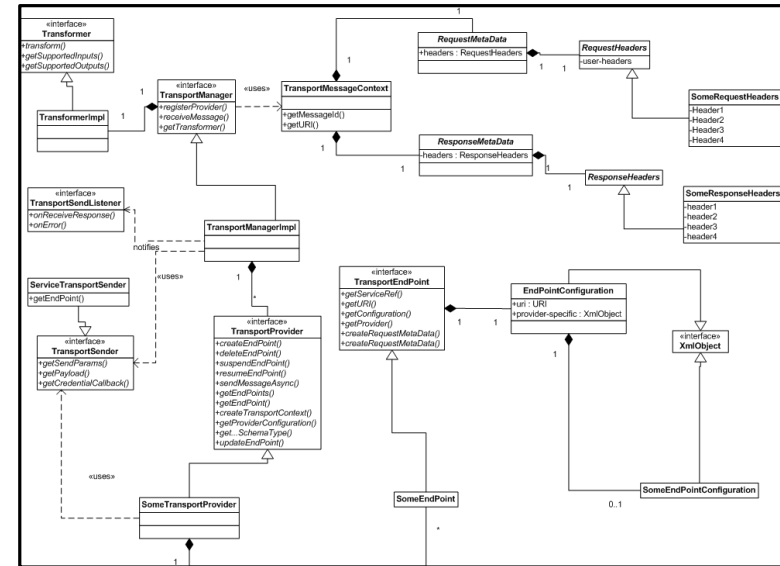 «interface»
Transformer
+transform()
+getSupportedInputs()
+getSupportedOutputs()
1
1
TransformerImpl
«interface»
TransportManager
+registerProvider()
+receiveMessage()
+getTransformer()
«uses»
TransportMessageContext
+getMessageId()
+getURI()
1
1
RequestMetaData
+headers : RequestHeaders
1
1
RequestHeaders
-user-headers
SomeRequestHeaders
-Header1
-Header2
-Header3
-Header4
1
1
ResponseMetaData
-headers : ResponseHeaders
1
1
ResponseHeaders
SomeResponseHeaders
-header1
-header2
-header3
-header4
«interface»
TransportSendListener
+onReceiveResponse()
+onError()
notifies
TransportManagerImpl
1
*
«uses»
ServiceTransportSender
+getEndPoint()
«interface»
TransportSender
+getSendParams()
+getPayload()
+getCredentialCallback()
«interface»
TransportProvider
+createEndPoint()
+deleteEndPoint()
+suspendEndPoint()
+resumeEndPoint()
+sendMessageAsync()
+getEndPoints()
+getEndPoint()
+createTransportContext()
+getProviderConfiguration()
+get...SchemaType()
+updateEndPoint()
«interface»
TransportEndPoint
+getServiceRef()
+getURI()
+getConfiguration()
+getProvider()
+createRequestMetaData()
+createRequestMetaData()
1
1
EndPointConfiguration
+uri : URI
+provider-specific : XmlObject
1
«interface»
XmlObject
«uses»
SomeTransportProvider
1
SomeEndPoint
*
SomeEndPointConfiguration
0..1